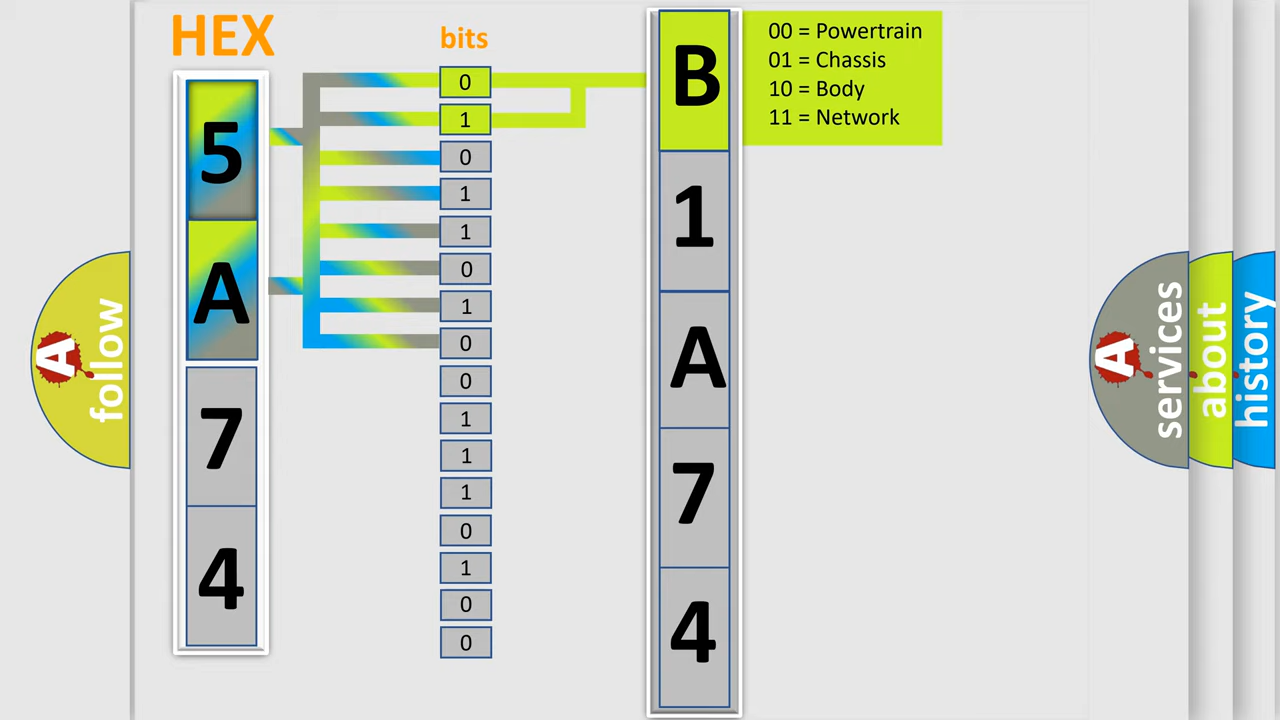 HEX
bits
5
A
7
4
0
1
0
1
1
0
1
0
0
1
1
1
0
1
0
0
B
1
A
7
4
00 = Powertrain
01 = Chassis
10 = Body
11 = Network
A
follow
A
services
about
history